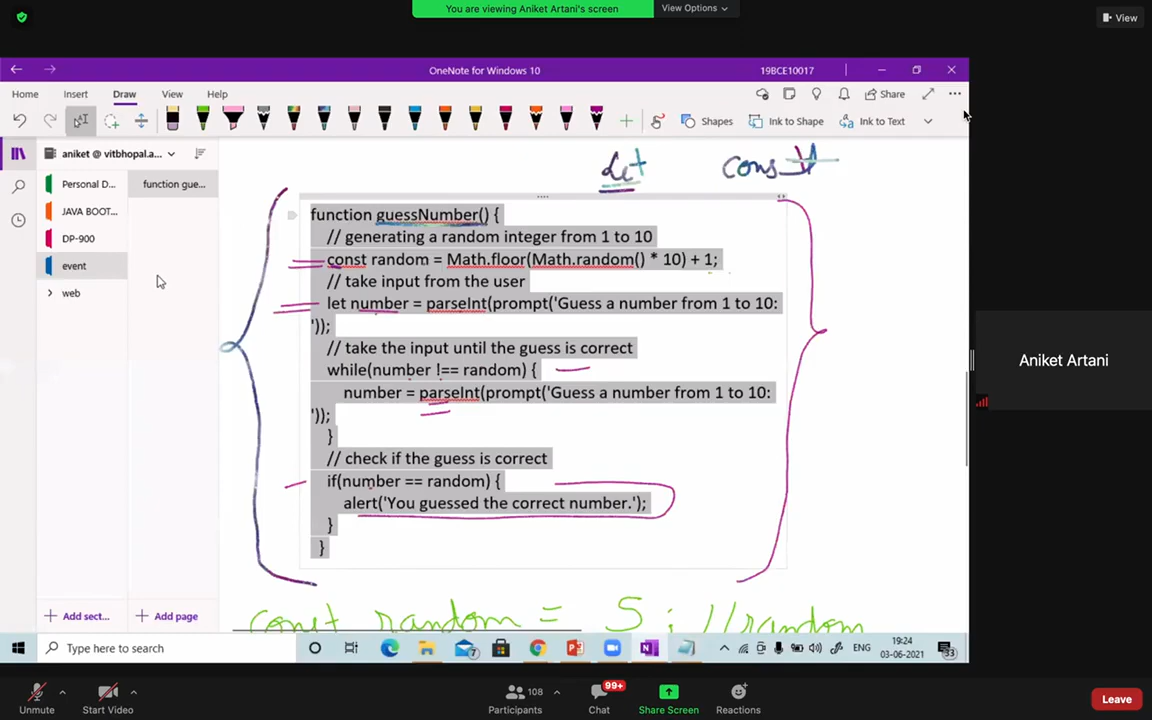 You are viewing Aniket Artani's screen
View Options
View
OneNote for Windows 10
19BCE10017
Home
Insert
Draw
View
Help
Share
Shapes
Ink to Shape
Ink to Text
aniket @ vitbhopal.a...
Personal D...
function gue...
JAVA BOOT...
DP-900
event
web
Let
const
function guessNumber() {
// generating a random integer from 1 to 10
const random = Math.floor(Math.random() * 10) + 1;
// take input from the user
let number = parseInt(prompt('Guess a number from 1 to 10:
'));
// take the input until the guess is correct
while(number !== random) {
number = parseInt(prompt('Guess a number from 1 to 10:
'));
}
// check if the guess is correct
if(number == random) {
alert('You guessed the correct number.');
}
}
const random = 5 ; //random
Add sect...
Add page
Aniket Artani
Type here to search
7
ENG
19:24
03-06-2021
33
Unmute
Start Video
108
Participants
99+
Chat
Share Screen
Reactions
Leave